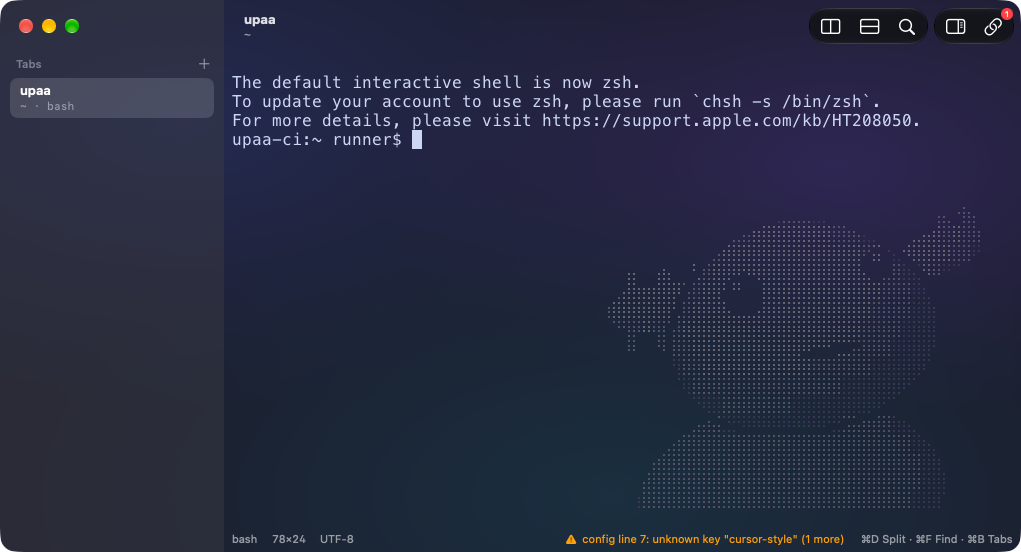 upaa
~
1
Tabs +
upaa
~ · bash
The default interactive shell is now zsh.
To update your account to use zsh, please run `chsh -s /bin/zsh`.
For more details, please visit https://support.apple.com/kb/HT208050.
upaa-ci:~ runner$
bash 78×24 UTF-8 config line 7: unknown key "cursor-style" (1 more) ⌘D Split · ⌘F Find · ⌘B Tabs